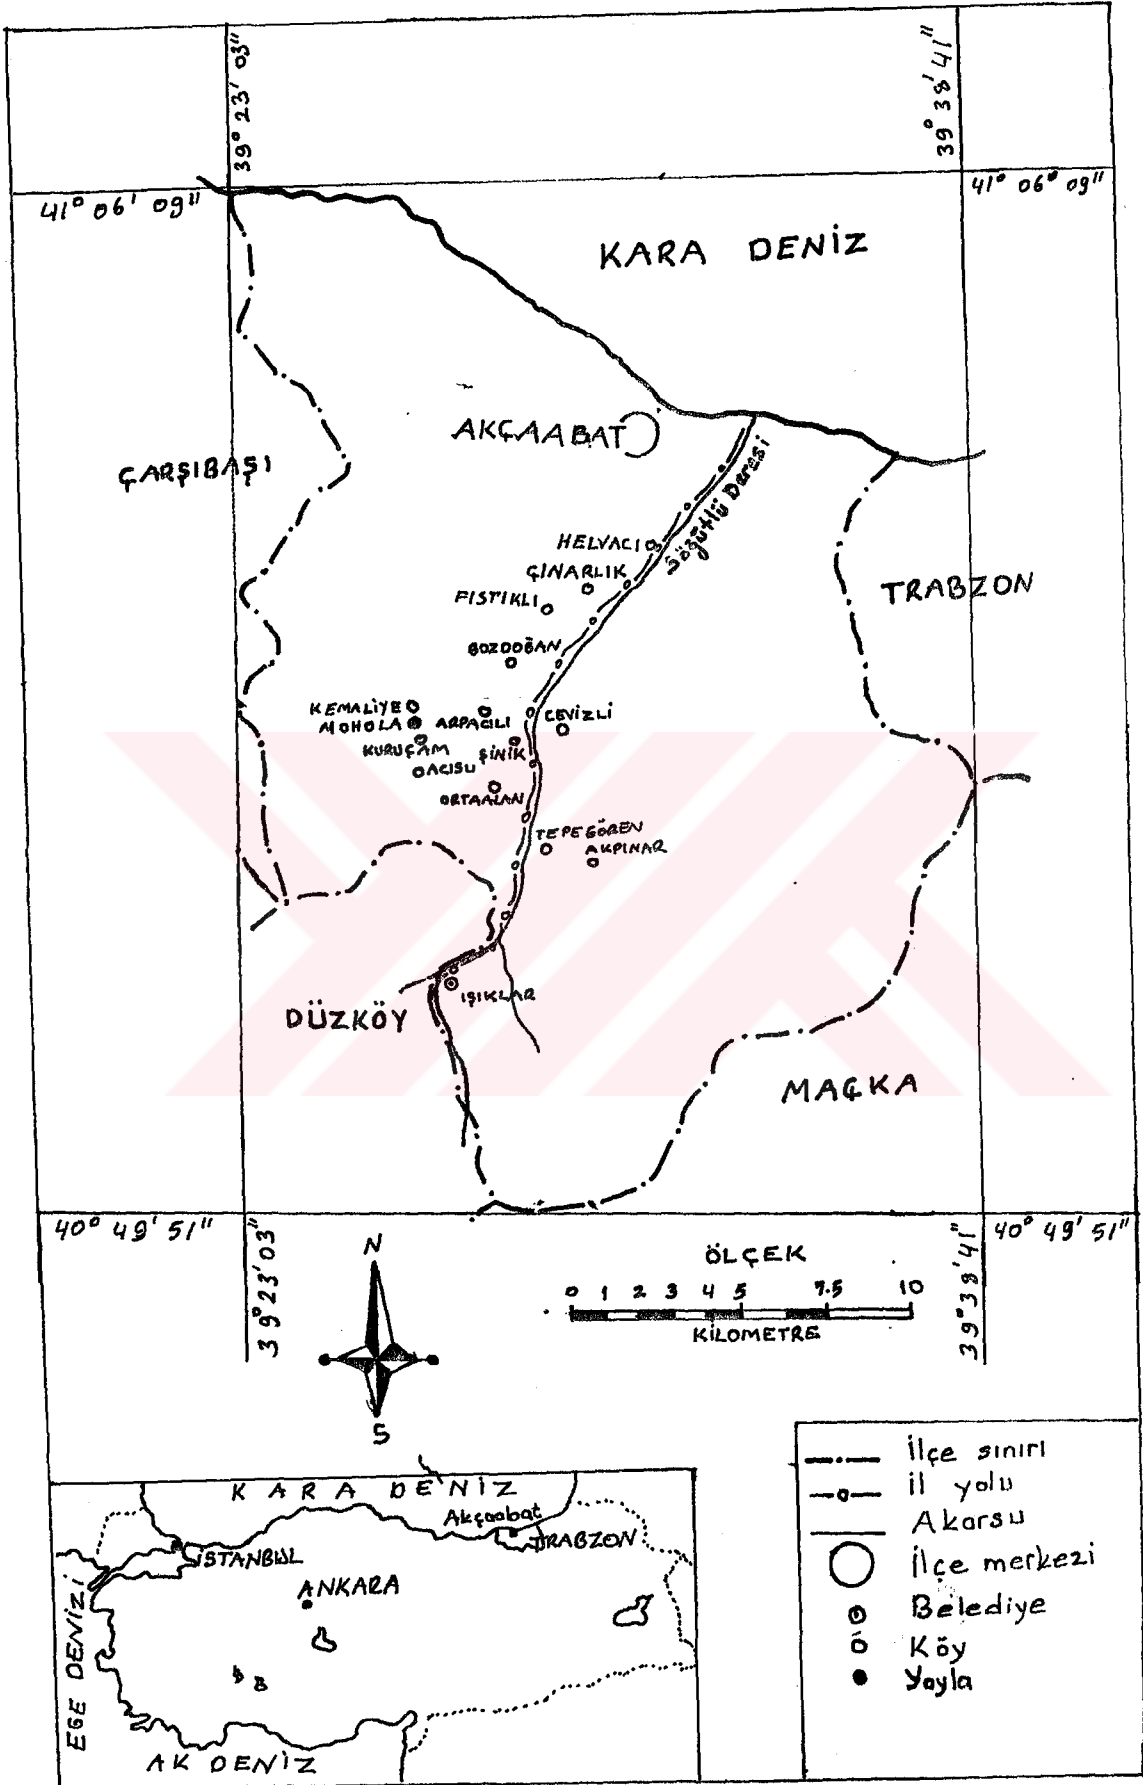 39° 23' 03"
39° 38' 41"
41° 06' 09"
41° 06° 09"
KARA DENİZ
AKÇAABAT
ÇARŞIBAŞI
Söğütlü Deresi
HELVACI
ÇINARLIK
FISTIKLI
TRABZON
BOZDOĞAN
KEMALİYE
MOHOLA
ARPACILI
CEVİZLİ
KURUÇAM
ŞİNİK
ACISU
ORTAALAN
TEPEGÖREN
AKPINAR
IŞIKLAR
DÜZKÖY
MAÇKA
40° 49' 51"
40° 49' 51"
39° 23' 03"
39° 38' 41"
N
S
ÖLÇEK
0 1 2 3 4 5 7.5 10
KİLOMETRE
İlçe sınırı
İl yolu
Akarsu
İlçe merkezi
Belediye
Köy
Yayla
KARA DENİZ
Akçaabat
TRABZON
İSTANBUL
ANKARA
EGE DENİZİ
AK DENİZ